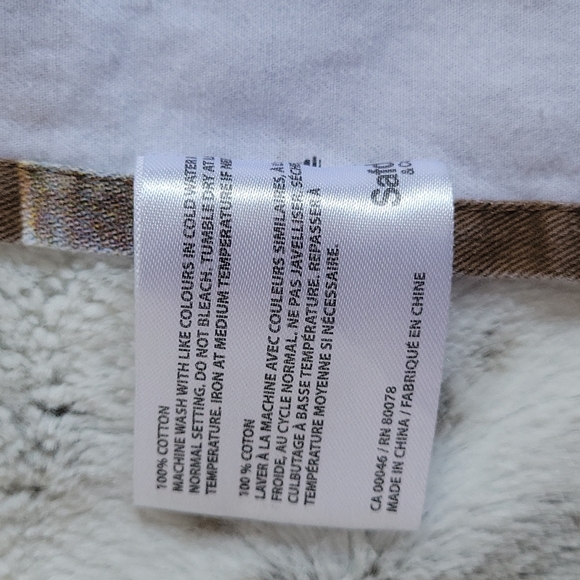 100% COTTON
MACHINE WASH WITH LIKE COLOURS IN COLD WATER
NORMAL SETTING. DO NOT BLEACH. TUMBLE DRY AT
TEMPERATURE. IRON AT MEDIUM TEMPERATURE IF
100 % COTON
LAVER À LA MACHINE AVEC COULEURS SIMILAIRES, À
FROIDE, AU CYCLE NORMAL. NE PAS JAVELLISER.
CULBUTAGE À BASSE TEMPÉRATURE. REPASSER À
TEMPÉRATURE MOYENNE SI NÉCESSAIRE.
CA 00046 / RN 80078
MADE IN CHINA / FABRIQUÉ EN CHINE